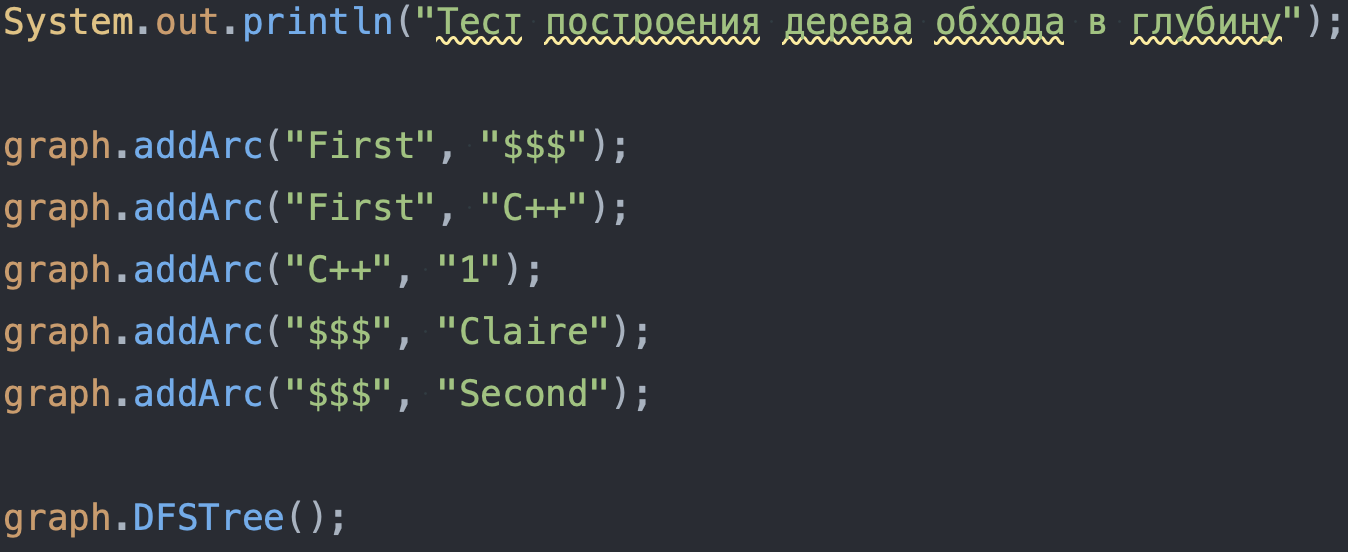 System.out.println("Тест построения дерева обхода в глубину");
graph.addArc("First", "$$$");
graph.addArc("First", "C++");
graph.addArc("C++", "1");
graph.addArc("$$$", "Claire");
graph.addArc("$$$", "Second");
graph.DFSTree();